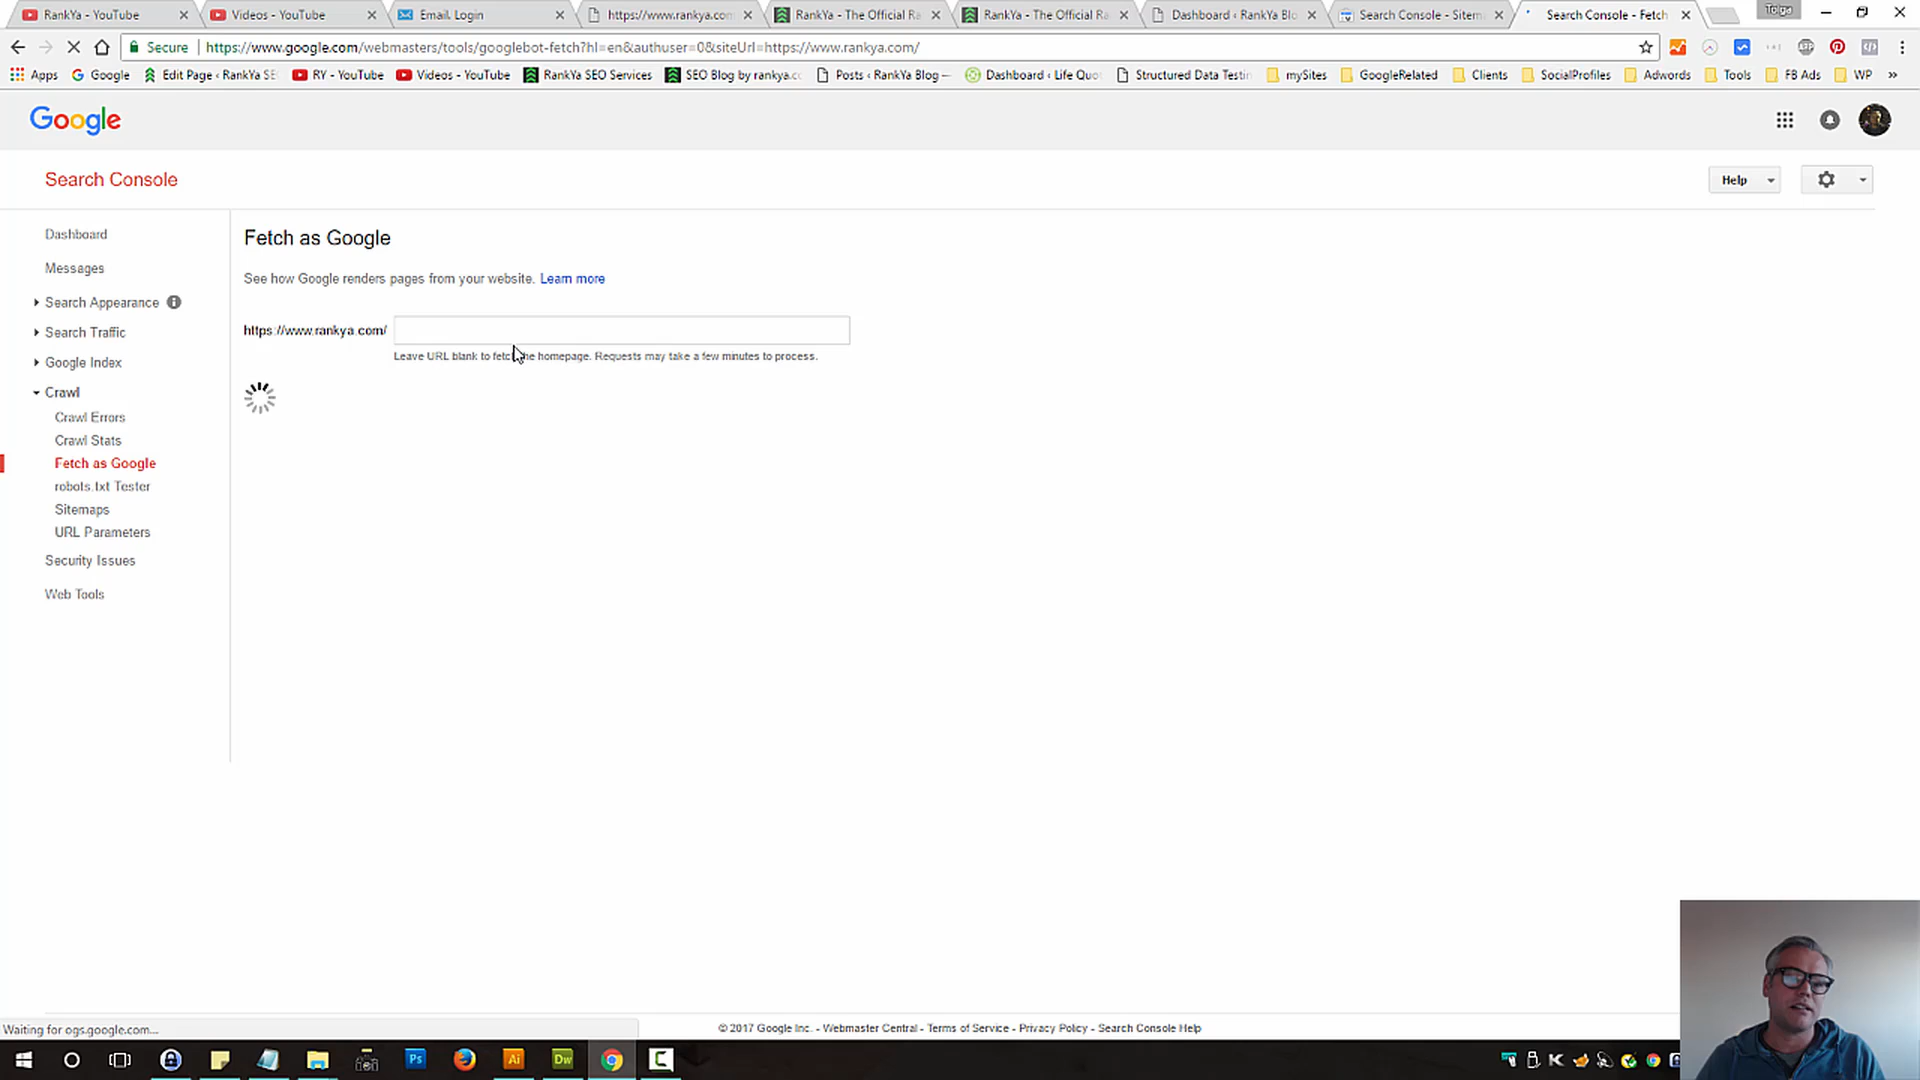 RankYa - YouTube
Videos - YouTube
Email Login
https://www.rankya.com
RankYa - The Official Ra
RankYa - The Official Ra
Dashboard ‹ RankYa Blo
Search Console - Sitem
Search Console - Fetch
Tolga
Secure
https://www.google.com/webmasters/tools/googlebot-fetch?hl=en&authuser=0&siteUrl=https://www.rankya.com/
Apps
Google
Edit Page ‹ RankYa SE
RY - YouTube
Videos - YouTube
RankYa SEO Services
SEO Blog by rankya.c
Posts ‹ RankYa Blog —
Dashboard ‹ Life Quo
Structured Data Testin
mySites
GoogleRelated
Clients
SocialProfiles
Adwords
Tools
FB Ads
WP
»
Google
Search Console
Help
Dashboard
Messages
Search Appearance
Search Traffic
Google Index
Crawl
Crawl Errors
Crawl Stats
Fetch as Google
robots.txt Tester
Sitemaps
URL Parameters
Security Issues
Web Tools
Fetch as Google
See how Google renders pages from your website. Learn more
https://www.rankya.com/
Leave URL blank to fetch the homepage. Requests may take a few minutes to process.
Waiting for ogs.google.com...
© 2017 Google Inc. - Webmaster Central - Terms of Service - Privacy Policy - Search Console Help
Ps
Ai
Dw